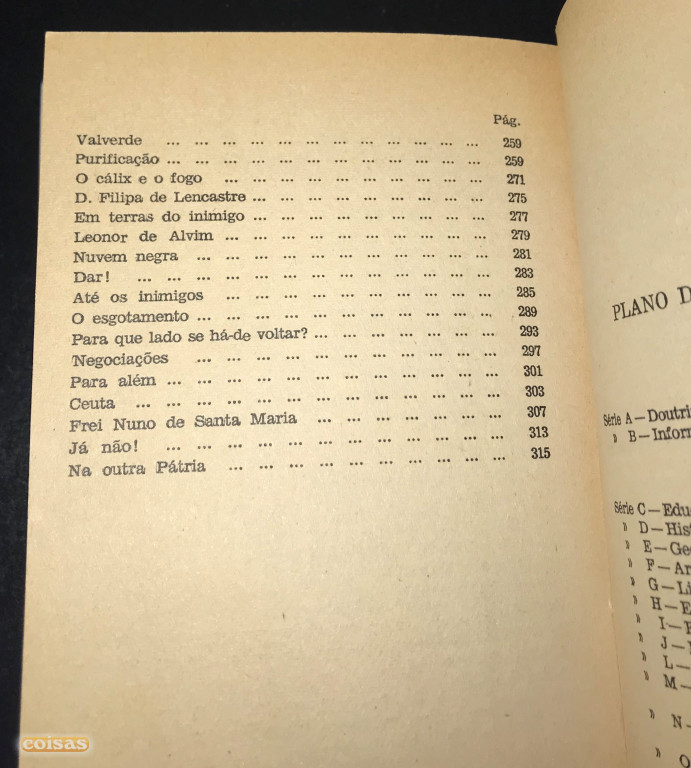 Pág.
Valverde ... ... ... ... ... ... ... ... ... ... ... ... 259
Purificação ... ... ... ... ... ... ... ... ... ... ... ... 259
O cálix e o fogo ... ... ... ... ... ... ... ... ... ... 271
D. Filipa de Lencastre ... ... ... ... ... ... ... ... ... 275
Em terras do inimigo ... ... ... ... ... ... ... ... ... 277
Leonor de Alvim ... ... ... ... ... ... ... ... ... ... 279
Nuvem negra ... ... ... ... ... ... ... ... ... ... ... 281
Dar! ... ... ... ... ... ... ... ... ... ... ... ... ... 283
Até os inimigos ... ... ... ... ... ... ... ... ... ... ... 285
O esgotamento ... ... ... ... ... ... ... ... ... ... ... 289
Para que lado se há-de voltar? ... ... ... ... ... ... ... 293
Negociações ... ... ... ... ... ... ... ... ... ... ... 297
Para além ... ... ... ... ... ... ... ... ... ... ... ... 301
Ceuta ... ... ... ... ... ... ... ... ... ... ... ... ... 303
Frei Nuno de Santa Maria ... ... ... ... ... ... ... ... 307
Já não! ... ... ... ... ... ... ... ... ... ... ... ... 313
Na outra Pátria ... ... ... ... ... ... ... ... ... ... 315
PLANO D
Série A—Doutri
» B—Inform
Série C—Edu
» D—Hist
» E—Geo
» F—Ar
» G—Li
» H—E
» I—
» J—
» L—
» M—
» N-
» O
coisas